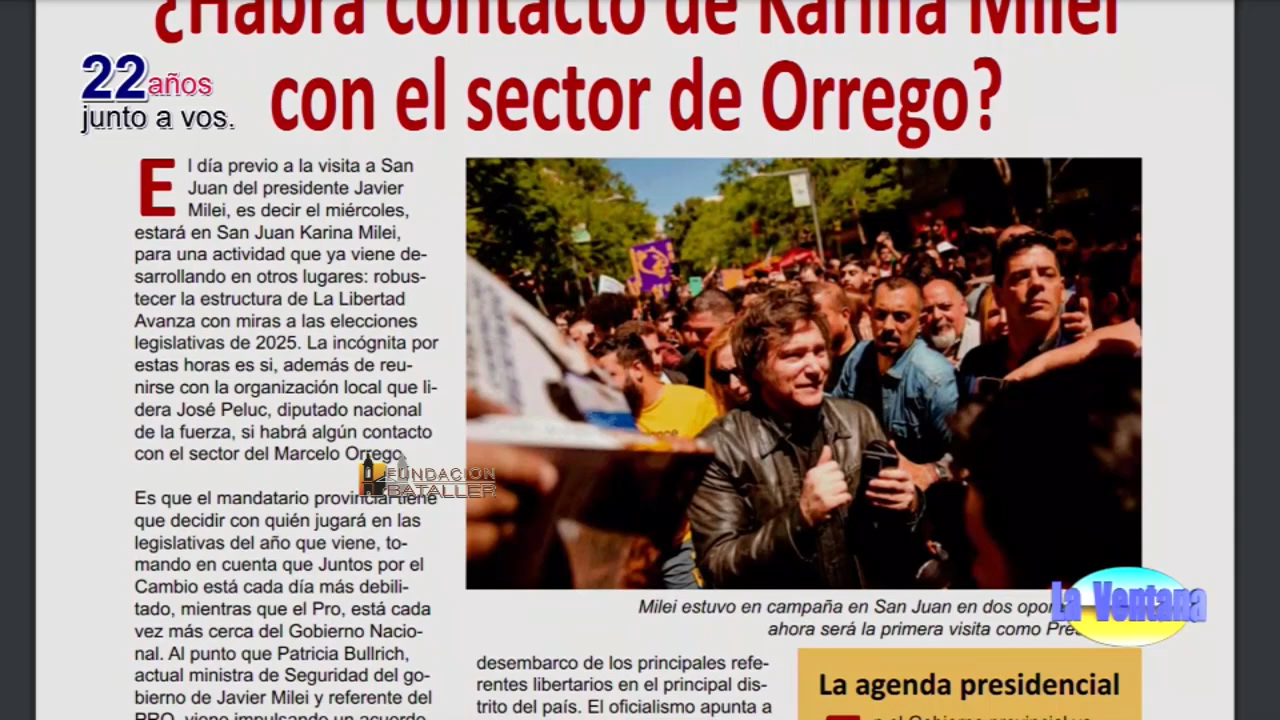 ¿Habrá contacto de Karina Milei
con el sector de Orrego?
22 años
junto a vos.
El día previo a la visita a San
Juan del presidente Javier
Milei, es decir el miércoles,
estará en San Juan Karina Milei,
para una actividad que ya viene de-
sarrollando en otros lugares: robus-
tecer la estructura de La Libertad
Avanza con miras a las elecciones
legislativas de 2025. La incógnita por
estas horas es si, además de reu-
nirse con la organización local que li-
dera José Peluc, diputado nacional
de la fuerza, si habrá algún contacto
con el sector del Marcelo Orrego
FUNDACION
BATALLER
Es que el mandatario provincial tiene
que decidir con quién jugará en las
legislativas del año que viene, to-
mando en cuenta que Juntos por el
Cambio está cada día más debili-
tado, mientras que el Pro, está cada
vez más cerca del Gobierno Nacio-
nal. Al punto que Patricia Bullrich,
actual ministra de Seguridad del go-
bierno de Javier Milei y referente del
PRO, viene impulsando un acuerdo
Milei estuvo en campaña en San Juan en dos
ahora será la primera visita como
La Ventana
desembarco de los principales refe-
rentes libertarios en el principal dis-
trito del país. El oficialismo apunta a
La agenda presidencial
el Gobierno provincial